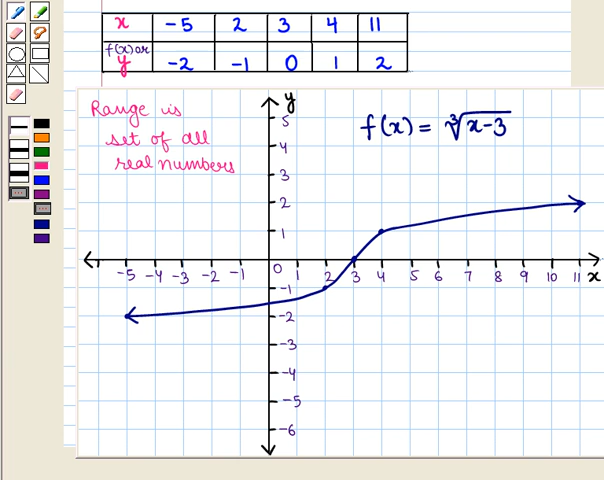 x -5 2 3 4 11
f(x) or
y -2 -1 0 1 2
Range is
set of all
real numbers
f(x) = ∛x-3
y
5
4
3
2
1
-5 -4 -3 -2 -1 0 1 2 3 4 5 6 7 8 9 10 11 x
-1
-2
-3
-4
-5
-6